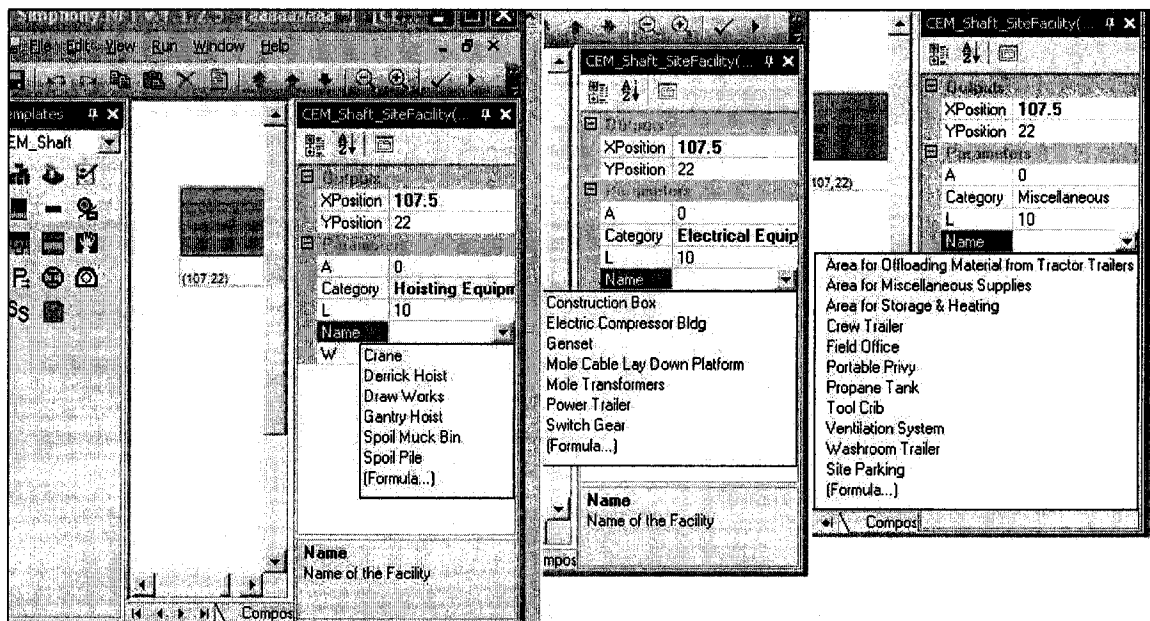 Simphony.NET v1.
File Edit View Run Window Help
CEM_Shaft
(107,22)
Compos
CEM_Shaft_SiteFacility(...
Outputs
XPosition 107.5
YPosition 22
Parameters
A 0
Category Hoisting Equipm
L 10
Name
W
Crane
Derrick Hoist
Draw Works
Gantry Hoist
Spoil Muck Bin
Spoil Pile
(Formula...)
Name
Name of the Facility
CEM_Shaft_SiteFacility(...
Outputs
XPosition 107.5
YPosition 22
Parameters
A 0
Category Electrical Equip
L 10
Name
Construction Box
Electric Compressor Bldg
Genset
Mole Cable Lay Down Platform
Mole Transformers
Power Trailer
Switch Gear
(Formula...)
Name
Name of the Facility
mpos
107,22)
CEM_Shaft_SiteFacility(...
Outputs
XPosition 107.5
YPosition 22
Parameters
A 0
Category Miscellaneous
L 10
Name
Area for Offloading Material from Tractor Trailers
Area for Miscellaneous Supplies
Area for Storage & Heating
Crew Trailer
Field Office
Portable Privy
Propane Tank
Tool Crib
Ventilation System
Washroom Trailer
Site Parking
(Formula...)
Compos